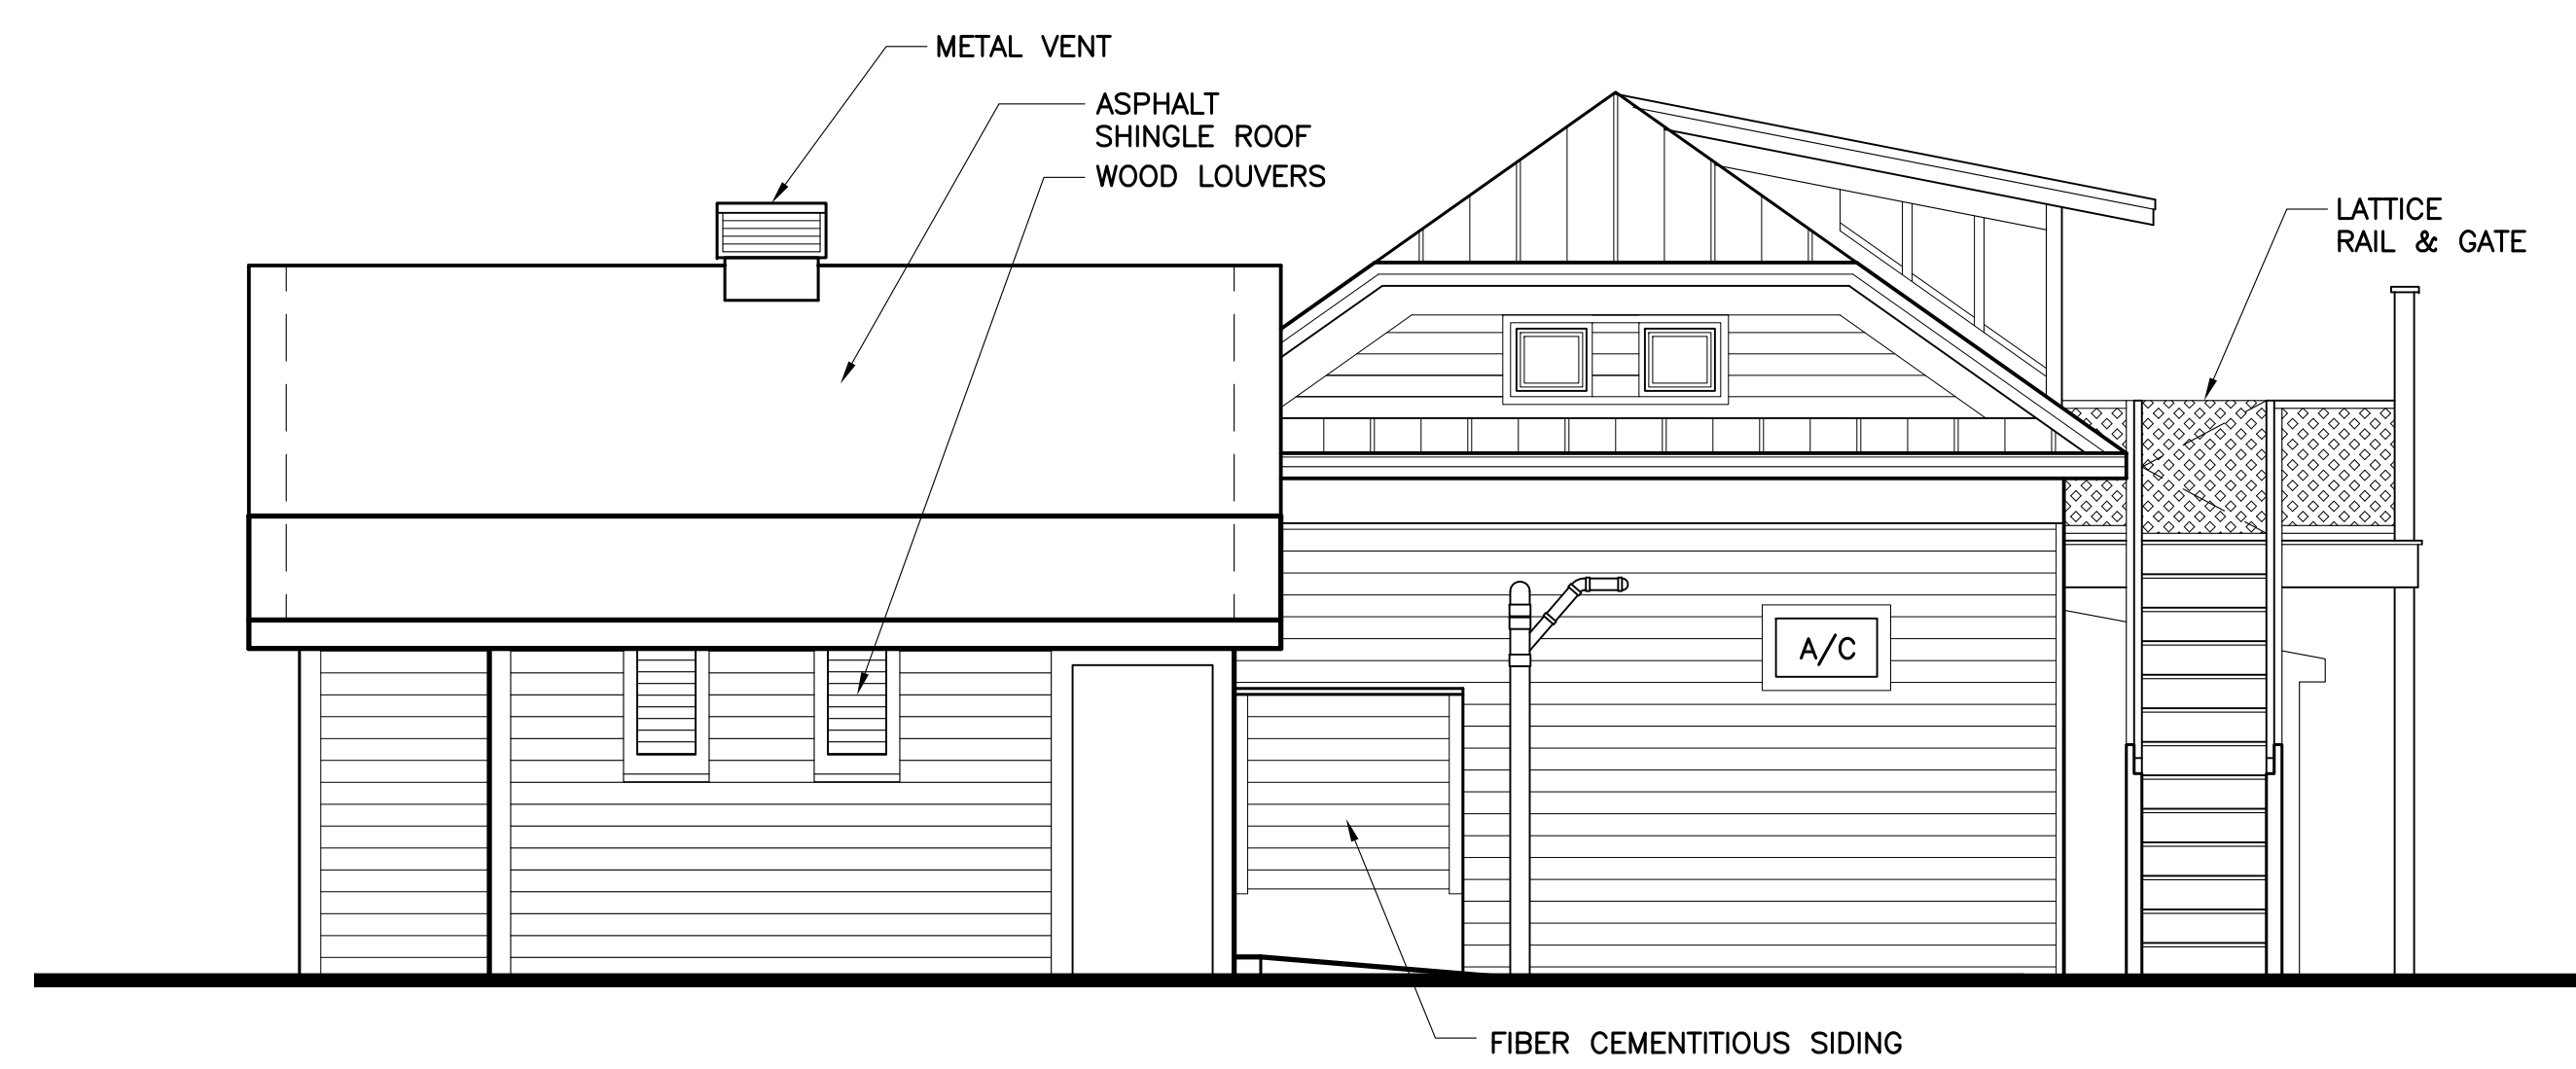 METAL VENT
ASPHALT
SHINGLE ROOF
WOOD LOUVERS
LATTICE
RAIL & GATE
A/C
FIBER CEMENTITIOUS SIDING